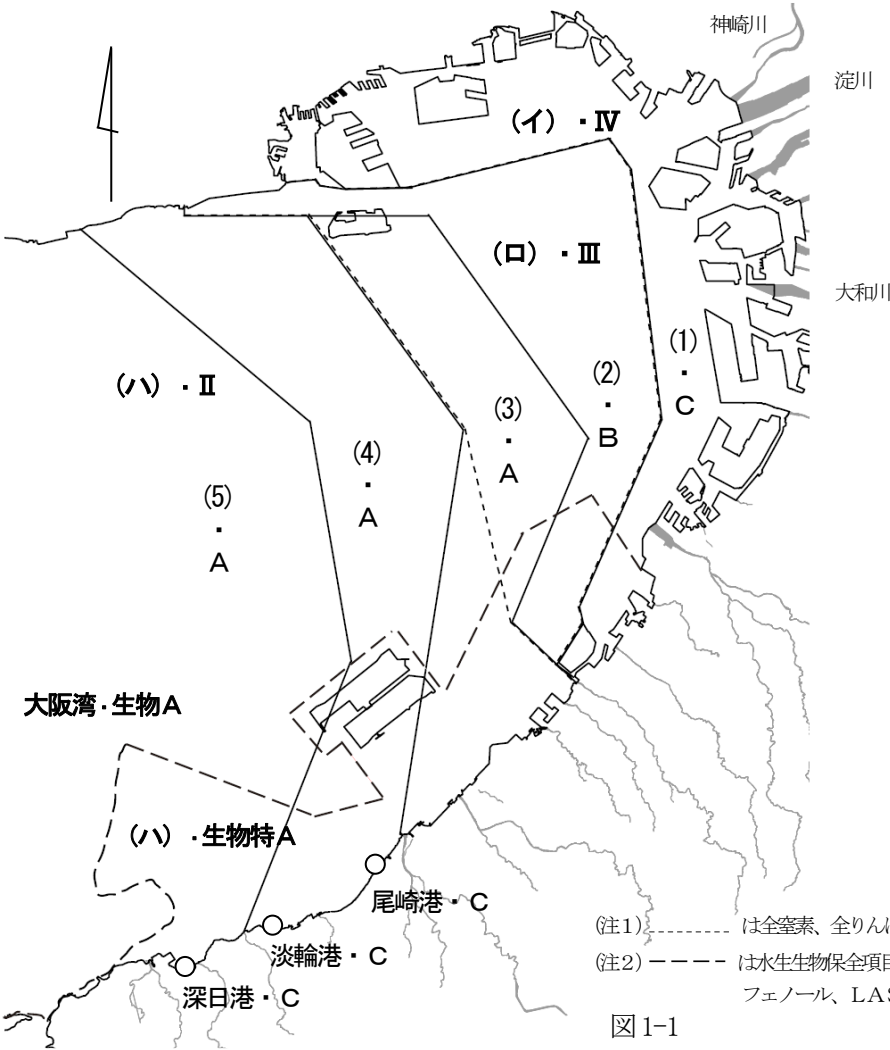 神崎川
淀川
(イ)・Ⅳ
(ロ)・Ⅲ
大和川
(1)
・
C
(2)
・
B
(ハ)・Ⅱ
(3)
・
A
(4)
・
A
(5)
・
A
大阪湾・生物A
(ハ)・生物特A
尾崎港・C
淡輪港・C
深日港・C
(注1) は全窒素、全りん
(注2) は水生生物保全項目
フェノール、LAS
図1-1